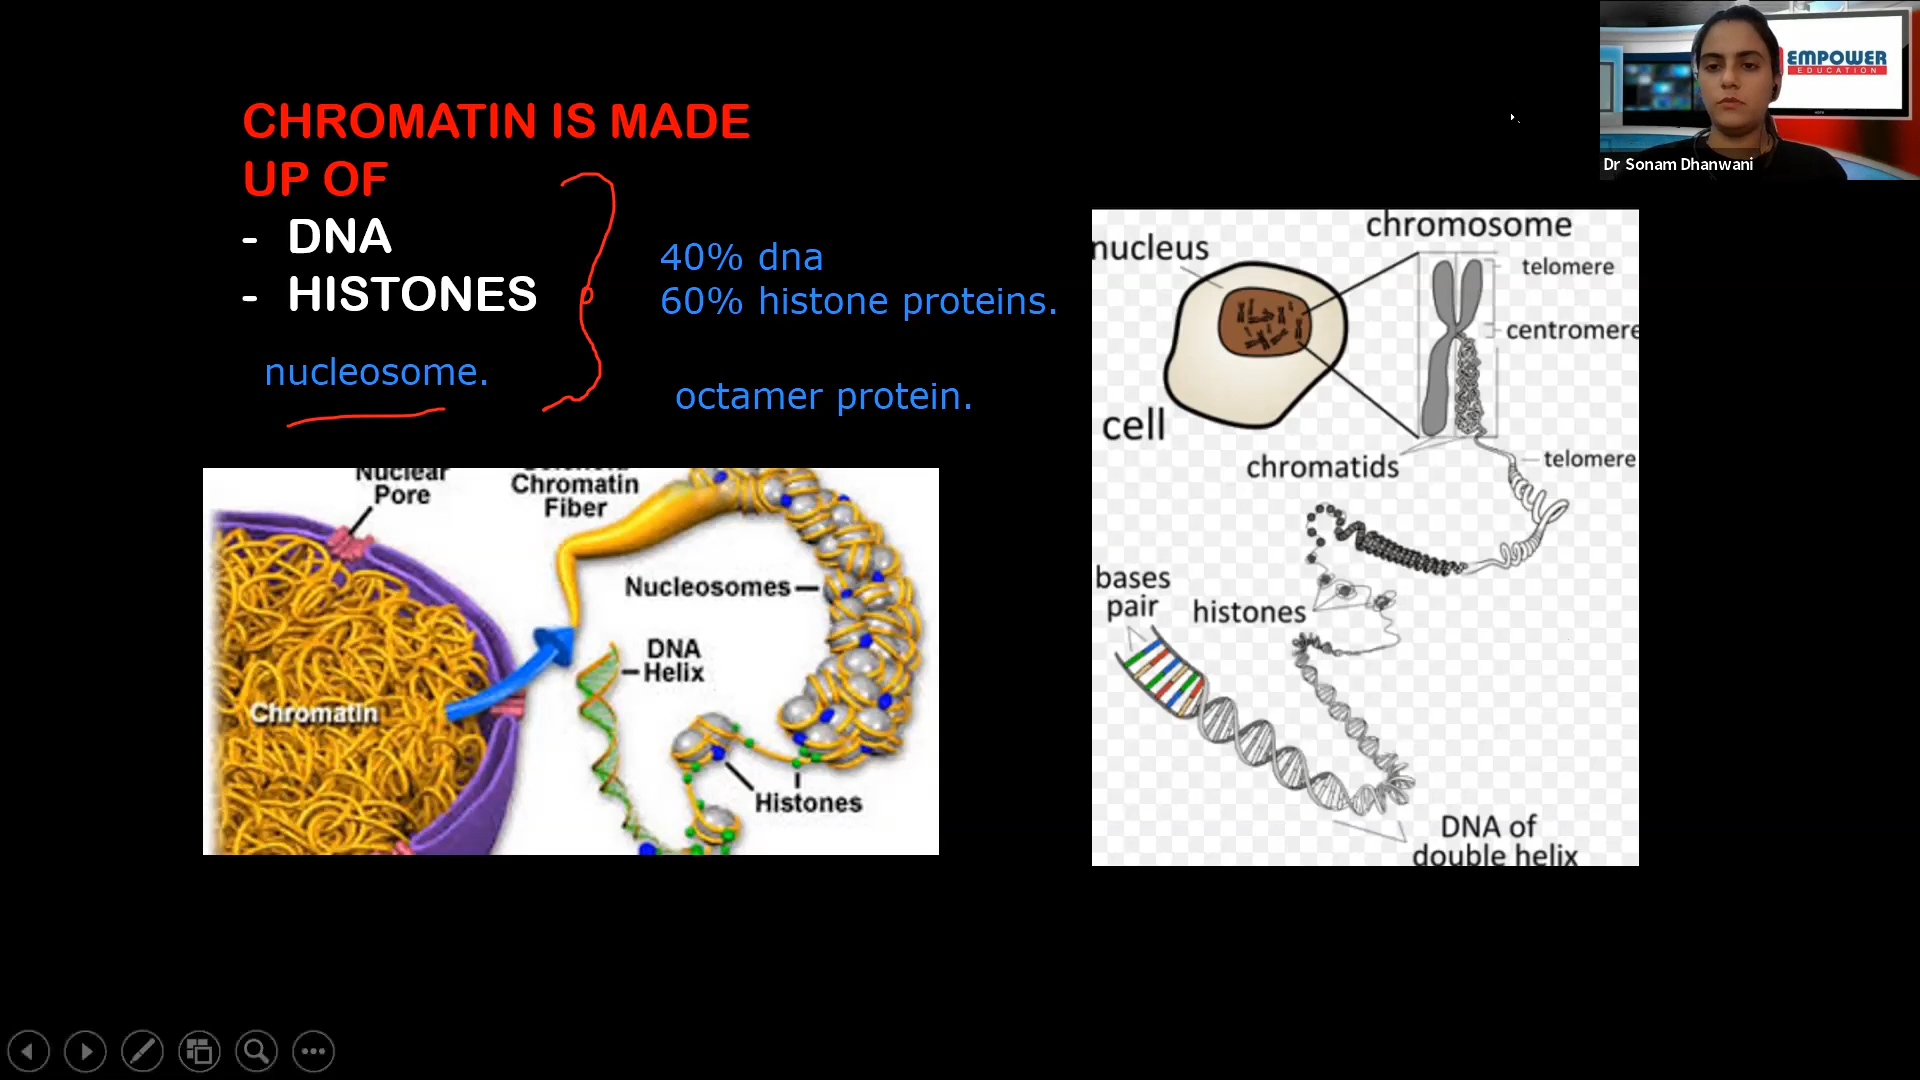 CHROMATIN IS MADE
UP OF
- DNA
- HISTONES
nucleosome.
40% dna
60% histone proteins.
octamer protein.
EMPOWER
EDUCATION
Dr Sonam Dhanwani
Nuclear
Pore
Chromatin
Fiber
Nucleosomes
DNA
Helix
Chromatin
Histones
chromosome
nucleus
telomere
centromere
cell
chromatids
telomere
bases
pair
histones
DNA of
double helix